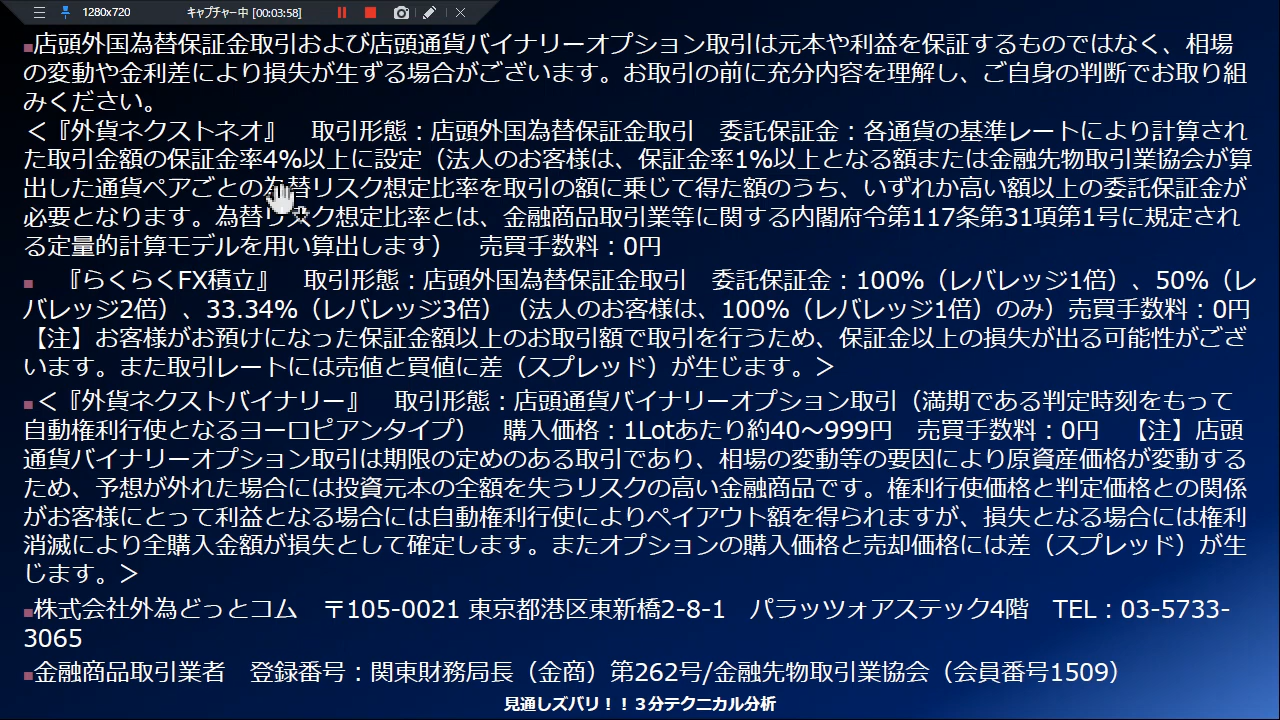 1280x720 キャプチャー中 [00:03:58]
■店頭外国為替保証金取引および店頭通貨バイナリーオプション取引は元本や利益を保証するものではなく、相場
の変動や金利差により損失が生ずる場合がございます。お取引の前に充分内容を理解し、ご自身の判断でお取り組
みください。
＜『外貨ネクストネオ』　取引形態：店頭外国為替保証金取引　委託保証金：各通貨の基準レートにより計算され
た取引金額の保証金率4%以上に設定（法人のお客様は、保証金率1%以上となる額または金融先物取引業協会が算
出した通貨ペアごとの為替リスク想定比率を取引の額に乗じて得た額のうち、いずれか高い額以上の委託保証金が
必要となります。為替リスク想定比率とは、金融商品取引業等に関する内閣府令第117条第31項第1号に規定され
る定量的計算モデルを用い算出します）　売買手数料：0円
■　『らくらくFX積立』　取引形態：店頭外国為替保証金取引　委託保証金：100%（レバレッジ1倍）、50%（レ
バレッジ2倍）、33.34%（レバレッジ3倍）（法人のお客様は、100%（レバレッジ1倍）のみ）売買手数料：0円
【注】お客様がお預けになった保証金額以上のお取引額で取引を行うため、保証金以上の損失が出る可能性がござ
います。また取引レートには売値と買値に差（スプレッド）が生じます。＞
■＜『外貨ネクストバイナリー』　取引形態：店頭通貨バイナリーオプション取引（満期である判定時刻をもって
自動権利行使となるヨーロピアンタイプ）　購入価格：1Lotあたり約40～999円　売買手数料：0円　【注】店頭
通貨バイナリーオプション取引は期限の定めのある取引であり、相場の変動等の要因により原資産価格が変動する
ため、予想が外れた場合には投資元本の全額を失うリスクの高い金融商品です。権利行使価格と判定価格との関係
がお客様にとって利益となる場合には自動権利行使によりペイアウト額を得られますが、損失となる場合には権利
消滅により全購入金額が損失として確定します。またオプションの購入価格と売却価格には差（スプレッド）が生
じます。＞
■株式会社外為どっとコム　〒105-0021 東京都港区東新橋2-8-1　パラッツォアステック4階　TEL：03-5733-
3065
■金融商品取引業者　登録番号：関東財務局長（金商）第262号/金融先物取引業協会（会員番号1509）
見通しズバリ！！３分テクニカル分析